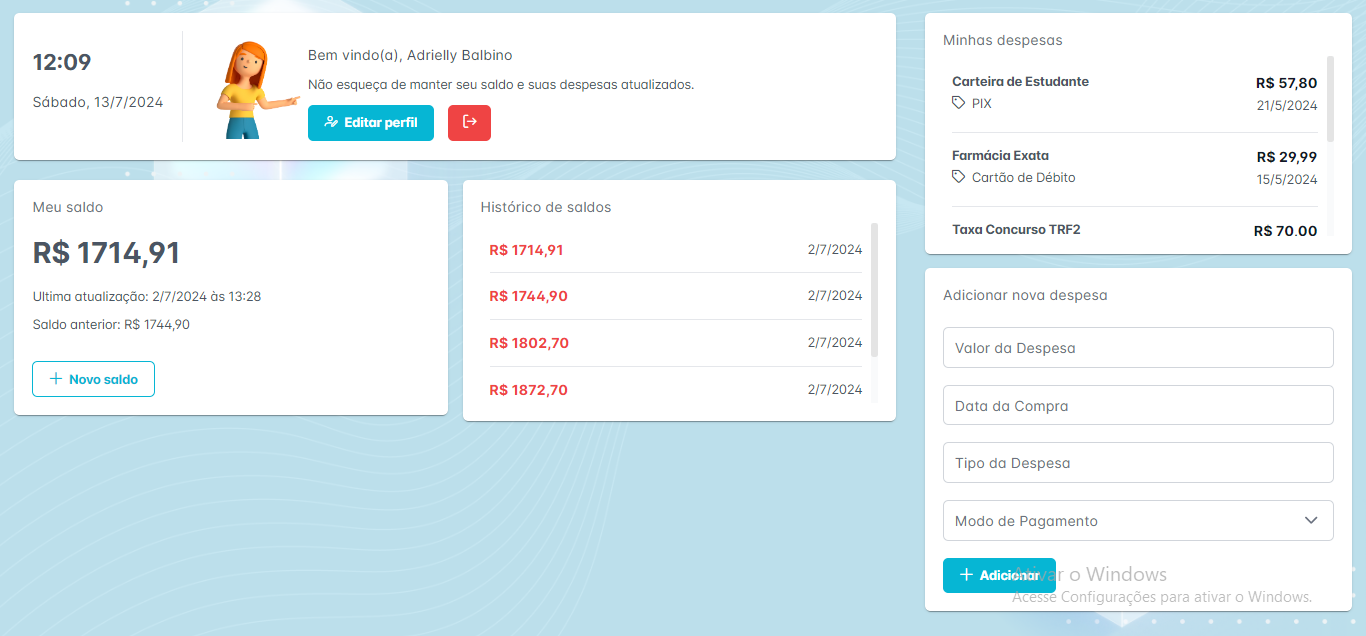 12:09
Sábado, 13/7/2024
Bem vindo(a), Adrielly Balbino
Não esqueça de manter seu saldo e suas despesas atualizados.
Editar perfil
Meu saldo
R$ 1714,91
Ultima atualização: 2/7/2024 às 13:28
Saldo anterior: R$ 1744,90
Novo saldo
Histórico de saldos
R$ 1714,91 2/7/2024
R$ 1744,90 2/7/2024
R$ 1802,70 2/7/2024
R$ 1872,70 2/7/2024
Minhas despesas
Carteira de Estudante R$ 57,80
PIX 21/5/2024
Farmácia Exata R$ 29,99
Cartão de Débito 15/5/2024
Taxa Concurso TRF2 R$ 70.00
Adicionar nova despesa
Valor da Despesa
Data da Compra
Tipo da Despesa
Modo de Pagamento
Adicionar
Ativar o Windows
Acesse Configurações para ativar o Windows.